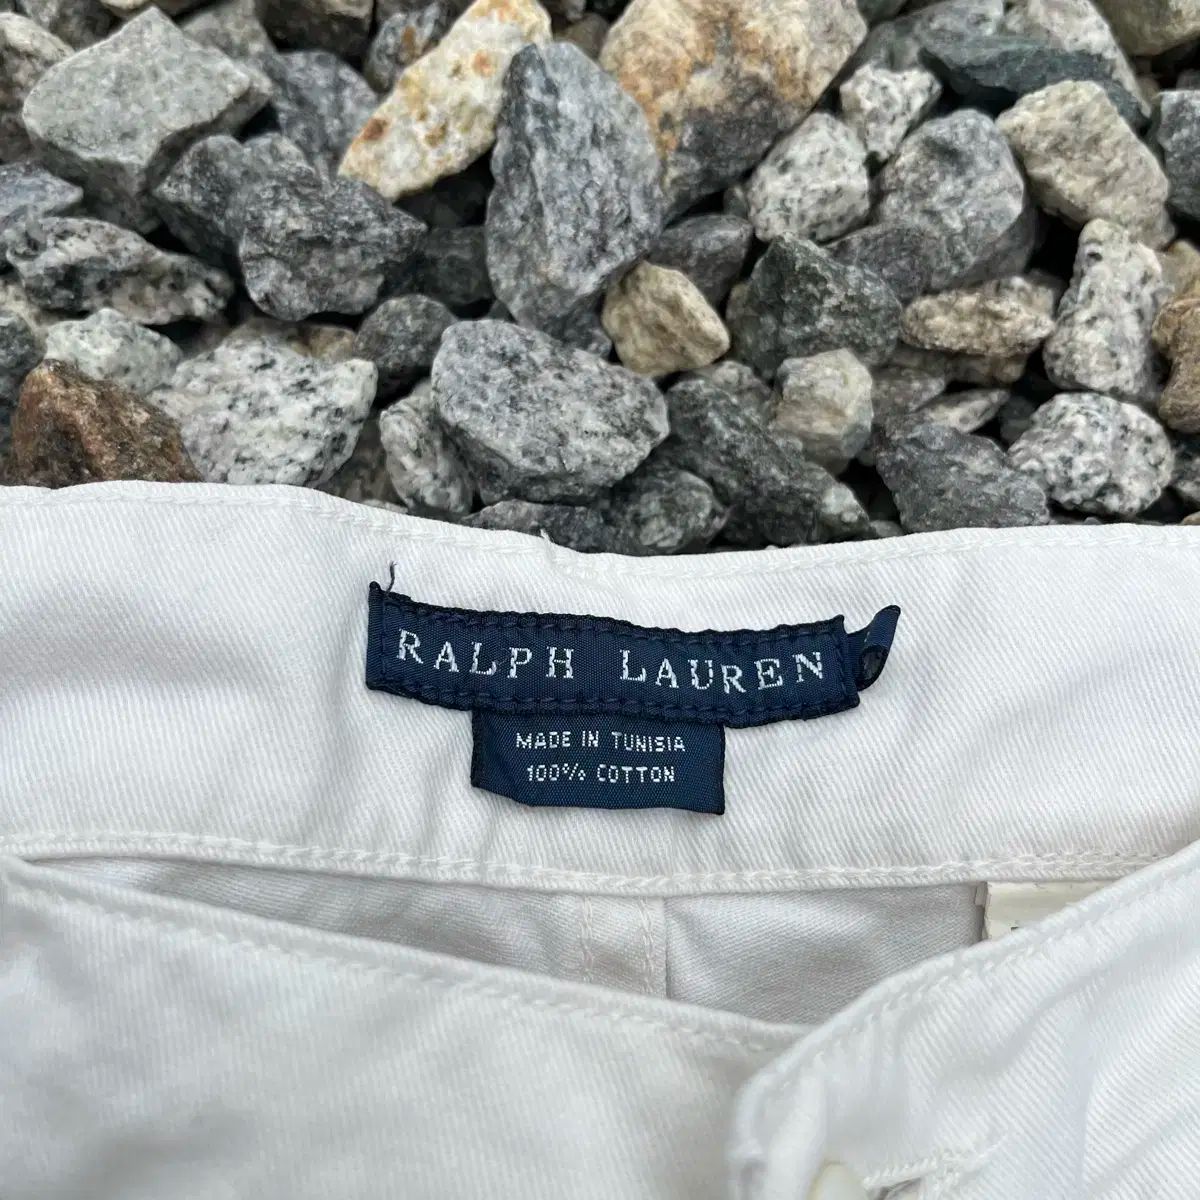 RALPH LAUREN
MADE IN TUNISIA
100% COTTON